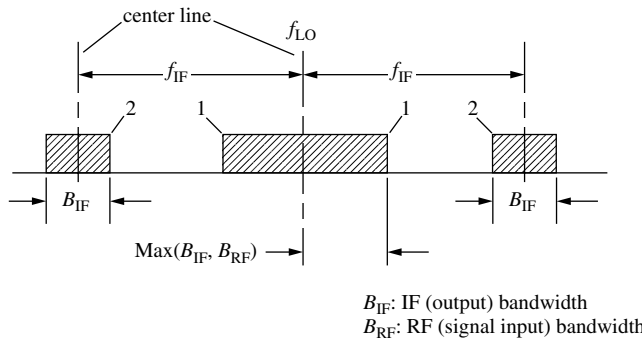 center line
f_LO
f_IF f_IF
2 1 1 2
B_IF B_IF
Max(B_IF, B_RF)
B_IF: IF (output) bandwidth
B_RF: RF (signal input) bandwidth